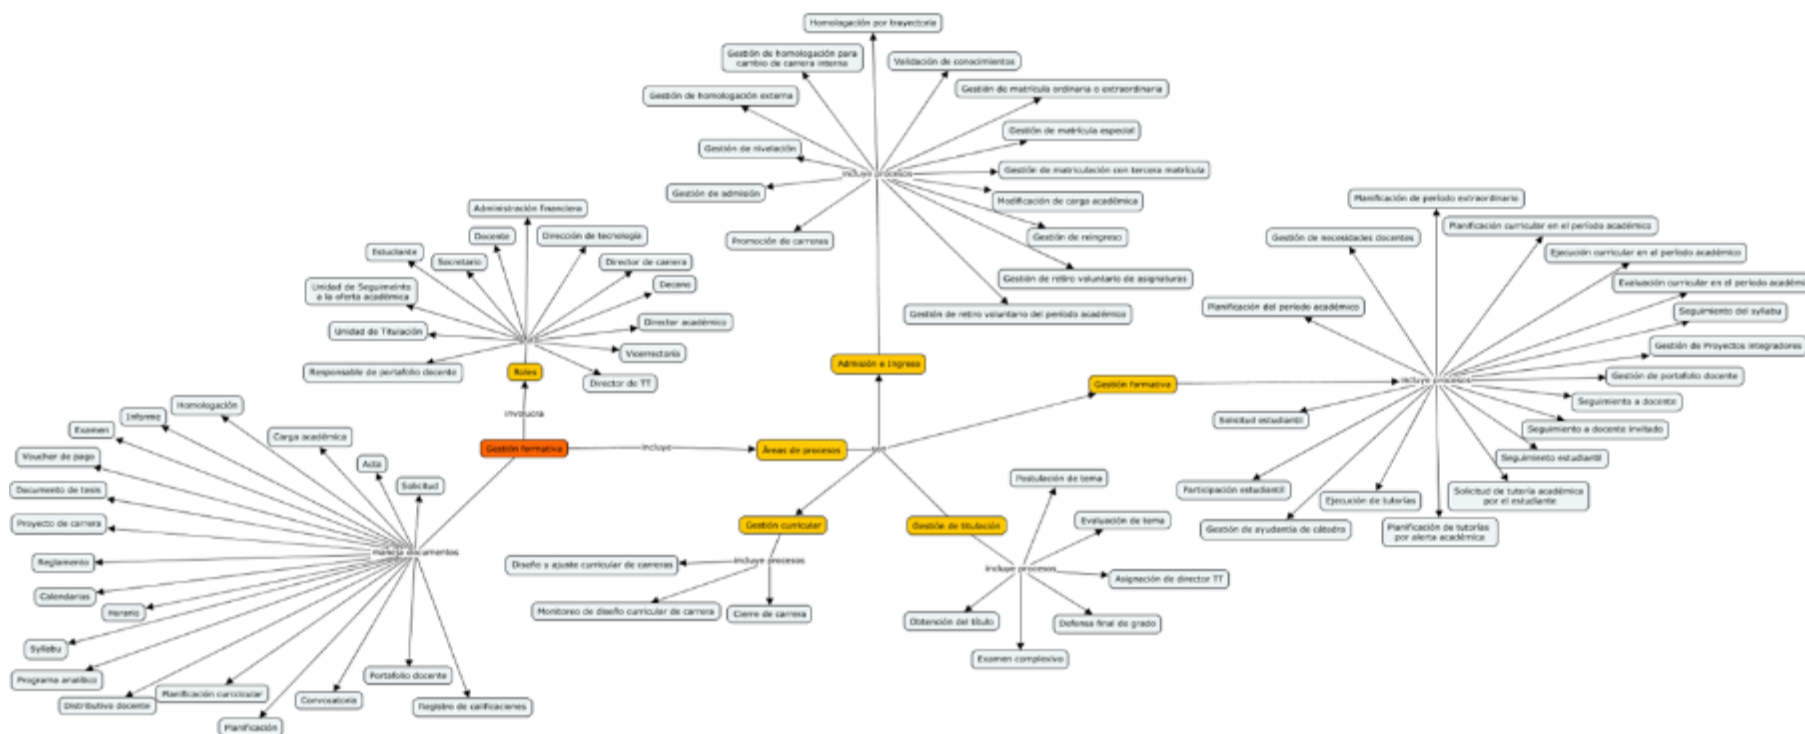 Homologación por trayectoria
Gestión de homologación para
cambio de carrera interna
Validación de conocimientos
Gestión de homologación externa
Gestión de matrícula ordinaria o extraordinaria
Gestión de matrícula especial
Gestión de nivelación
incluye procesos
Gestión de matriculación con tercera matrícula
Gestión de admisión
Modificación de carga académica
Promoción de carreras
Gestión de reingreso
Gestión de retiro voluntario de asignaturas
Gestión de retiro voluntario del período académico
Admisión e Ingreso
Administración financiera
Docente
Dirección de tecnología
Estudiante
Secretario
Director de carrera
Unidad de Seguimeinto
a la oferta académica
Decano
Unidad de Titulación
Director académico
Vicerrectoría
Responsable de portafolio docente
Director de TT
Roles
involucra
Gestión formativa
incluye
Áreas de procesos
son
Gestión formativa
incluye procesos
Planificación de período extraordinario
Gestión de necesidades docentes
Planificación curricular en el período académico
Ejecución curricular en el período académico
Evaluación curricular en el período académi
Planificación del período académico
Seguimiento del syllabu
Gestión de Proyectos integradores
Gestión de portafolio docente
Seguimiento a docente
Solicitud estudiantil
Seguimiento a docente invitado
Seguimiento estudiantil
Participación estudiantil
Ejecución de tutorías
Solicitud de tutoría académica
por el estudiante
Gestión de ayudantía de cátedra
Planificación de tutorías
por alerta académica
Gestión curricular
incluye procesos
Diseño y ajuste curricular de carreras
Monitoreo de diseño curricular de carrera
Cierre de carrera
Gestión de titulación
incluye procesos
Postulación de tema
Evaluación de tema
Asignación de director TT
Obtención del título
Defensa final de grado
Examen complexivo
maneja documentos
Homologación
Informe
Examen
Carga académica
Voucher de pago
Acta
Documento de tesis
Solicitud
Proyecto de carrera
Reglamento
Calendarias
Horario
Syllabu
Programa analítico
Distributivo docente
Planificación curcicular
Planificación
Convocatoria
Portafolio docente
Registro de calificaciones